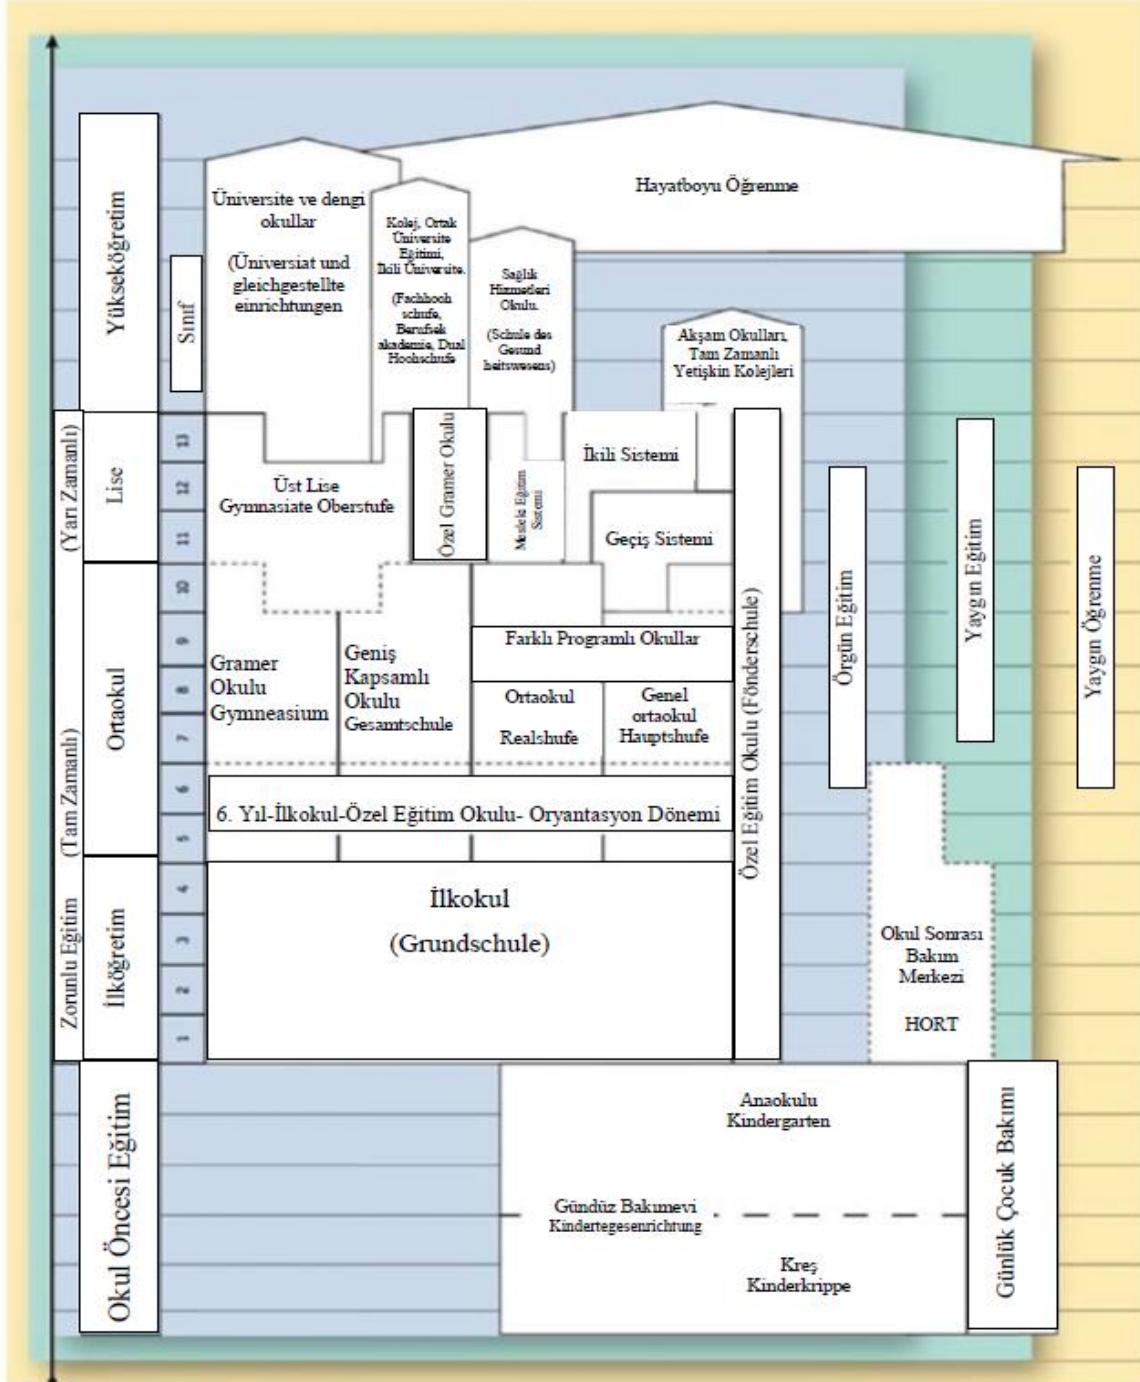 Yükseköğretim
Sınıf
Üniversite ve dengi
okullar
(Üniversiat und
gleichgestellte
einrichtungen
Kolej, Ortak
Üniversite
Eğitimi,
İkili Üniversite.
(Fachhoch
schufe,
Berufsek
akademie, Dual
Hochschufe
Sağlık
Hizmetleri
Okulu.
(Schule des
Gesund
heitswesens)
Hayatboyu Öğrenme
Akşam Okulları,
Tam Zamanlı
Yetişkin Kolejleri
(Yarı Zamanlı)
Lise
13
12
11
Üst Lise
Gymnasiate Oberstufe
Özel Gramer Okulu
Meslele Eğitim
Sistemi
İkili Sistemi
Geçiş Sistemi
Zorunlu Eğitim
(Tam Zamanlı)
Ortaokul
10
9
8
7
6
5
Gramer
Okulu
Gymneasium
Geniş
Kapsamlı
Okulu
Gesamtschule
Farklı Programlı Okullar
Ortaokul
Realshufe
Genel
ortaokul
Hauptshufe
6. Yıl-İlkokul-Özel Eğitim Okulu- Oryantasyon Dönemi
Özel Eğitim Okulu (Fönderschule)
Örgün Eğitim
Yaygın Eğitim
Yaygın Öğrenme
İlköğretim
4
3
2
1
İlkokul
(Grundschule)
Okul Sonrası
Bakım
Merkezi
HORT
Okul Öncesi Eğitim
Anaokulu
Kindergarten
Gündüz Bakımevi
Kindertegesenrichtung
Kreş
Kinderkrippe
Günlük Çocuk Bakımı